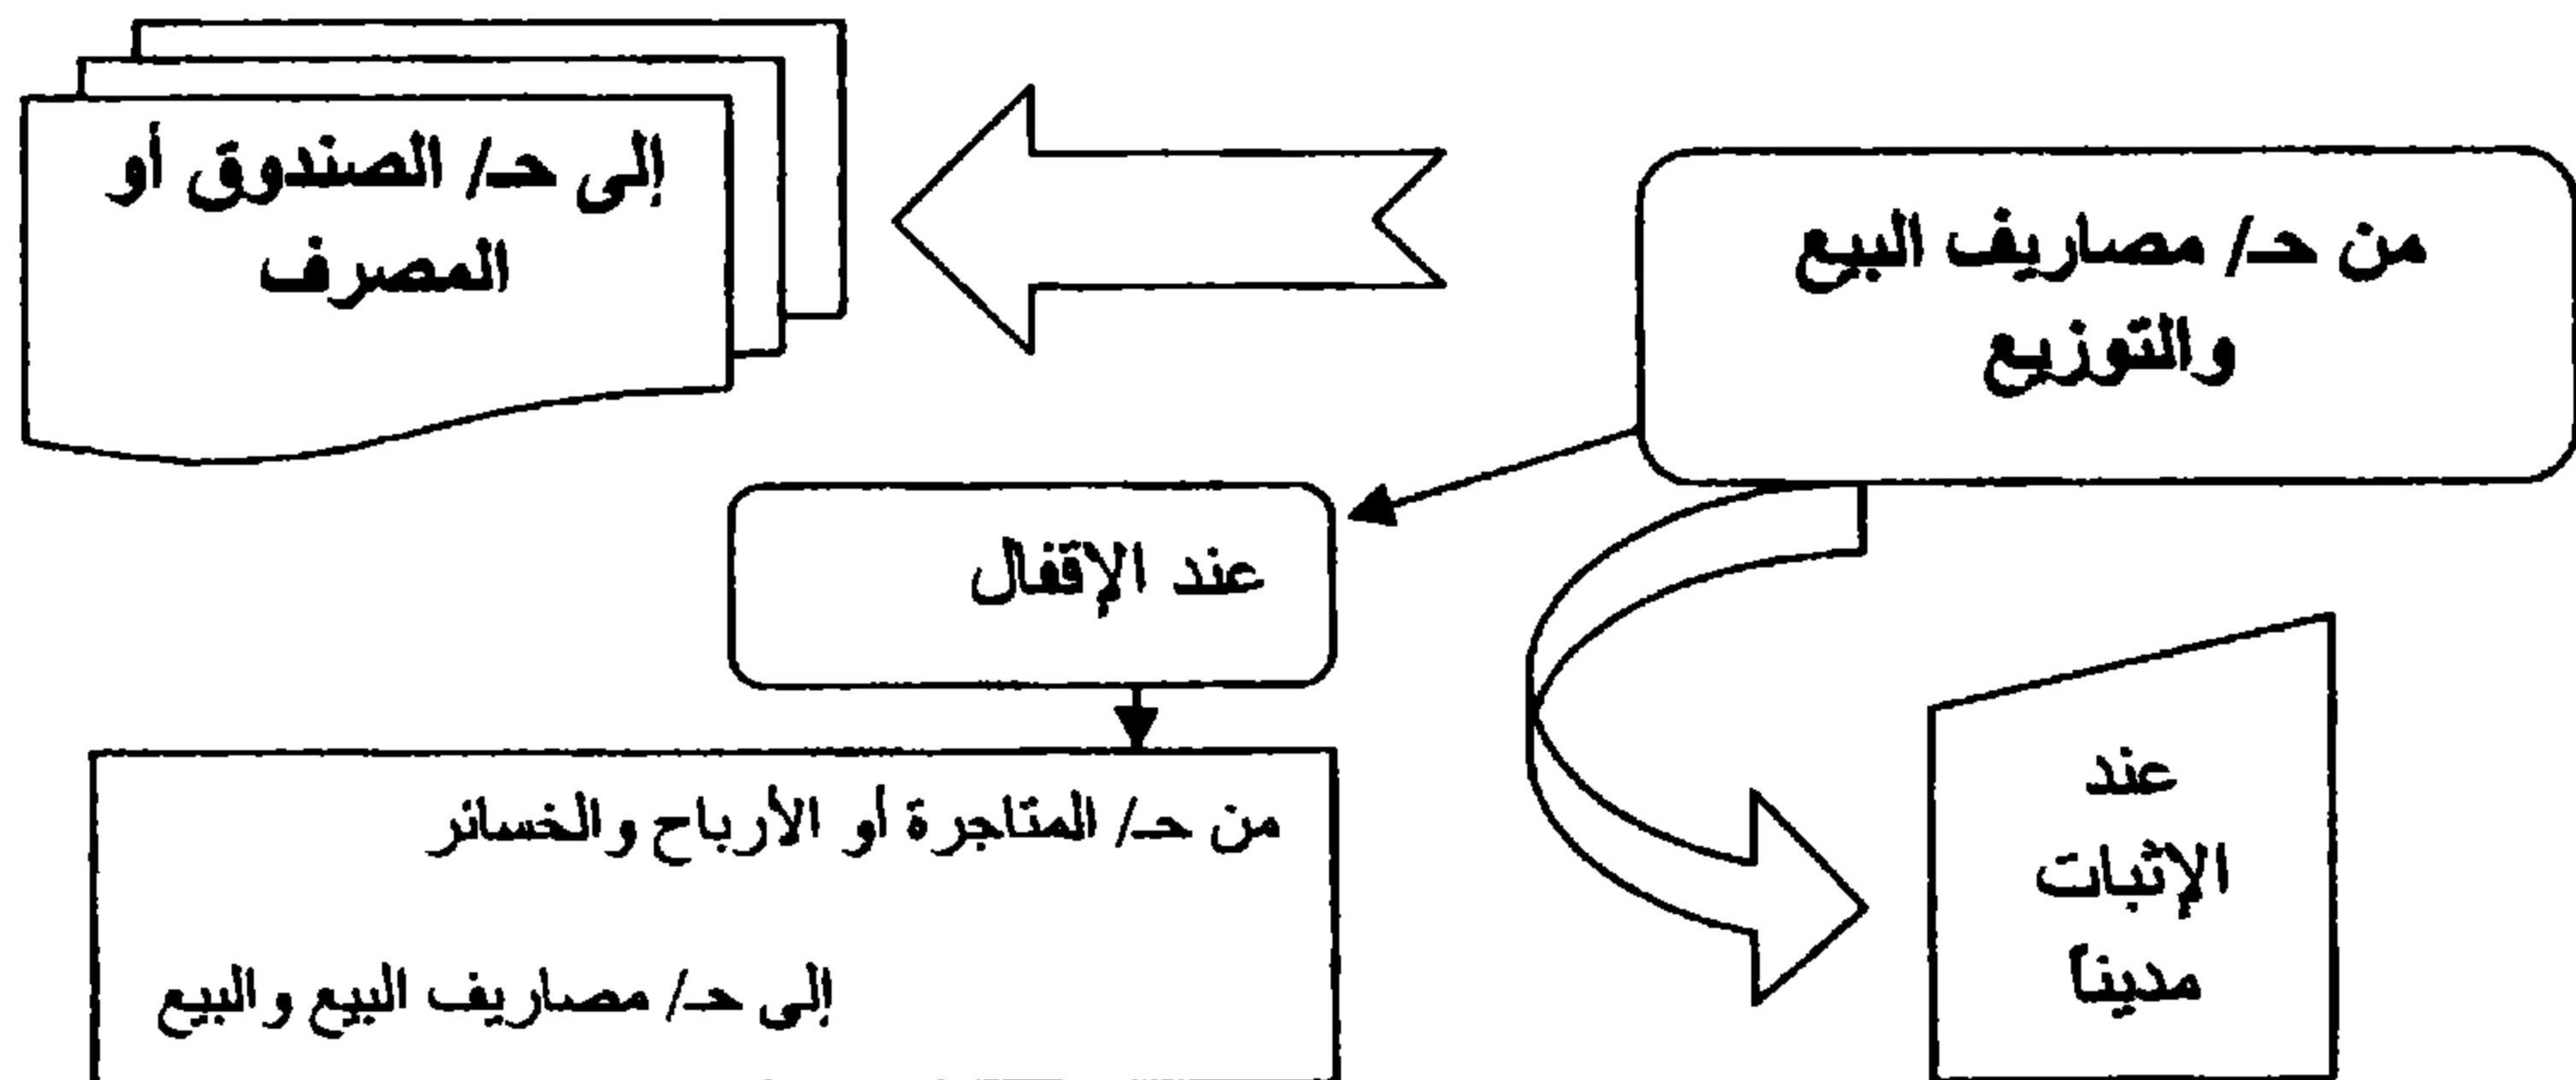 من حـ/ مصاريف البيع
والتوزيع
إلى حـ/ الصندوق أو
المصرف
عند الإقفال
من حـ/ المتاجرة أو الأرباح والخسائر
إلى حـ/ مصاريف البيع والبيع
عند
الإثبات
مديناً